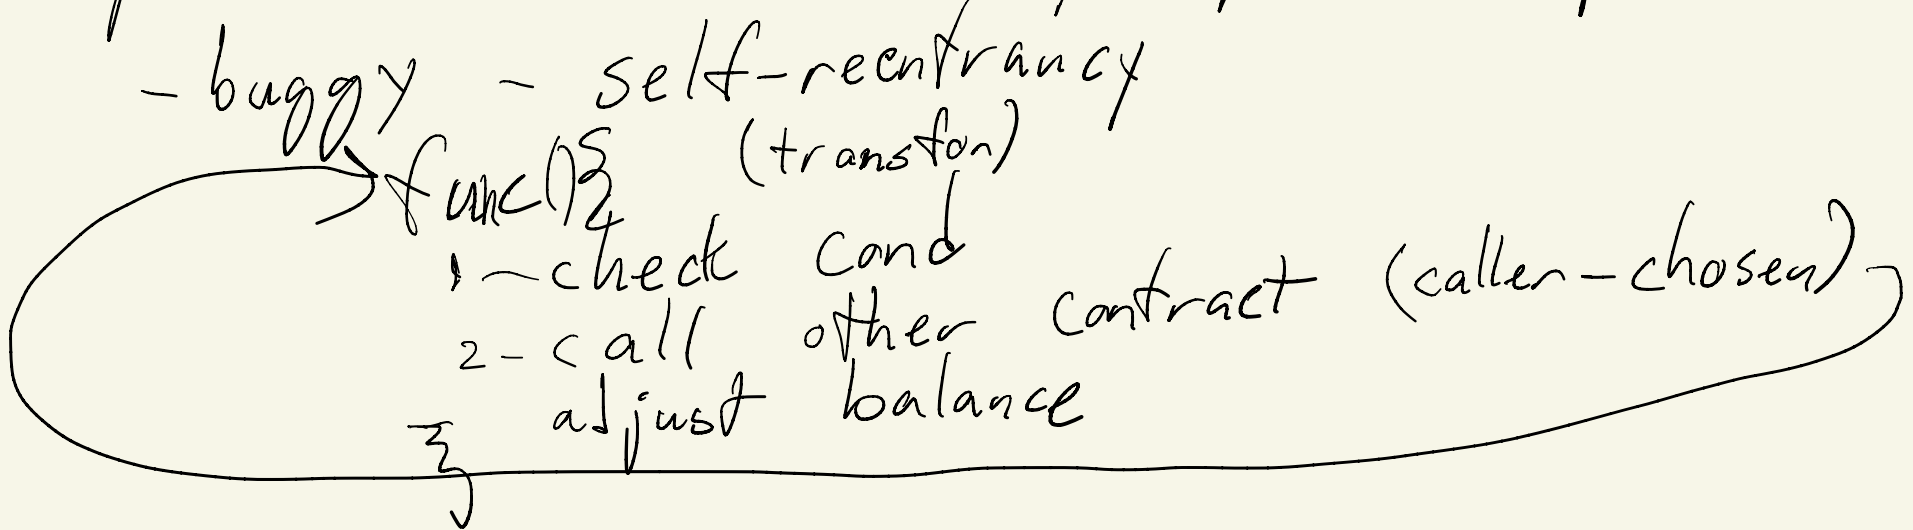 - buggy - self-reentrancy
func(){ (transfer)
1 - check cond
2 - call other contract (caller-chosen)
adjust balance
}